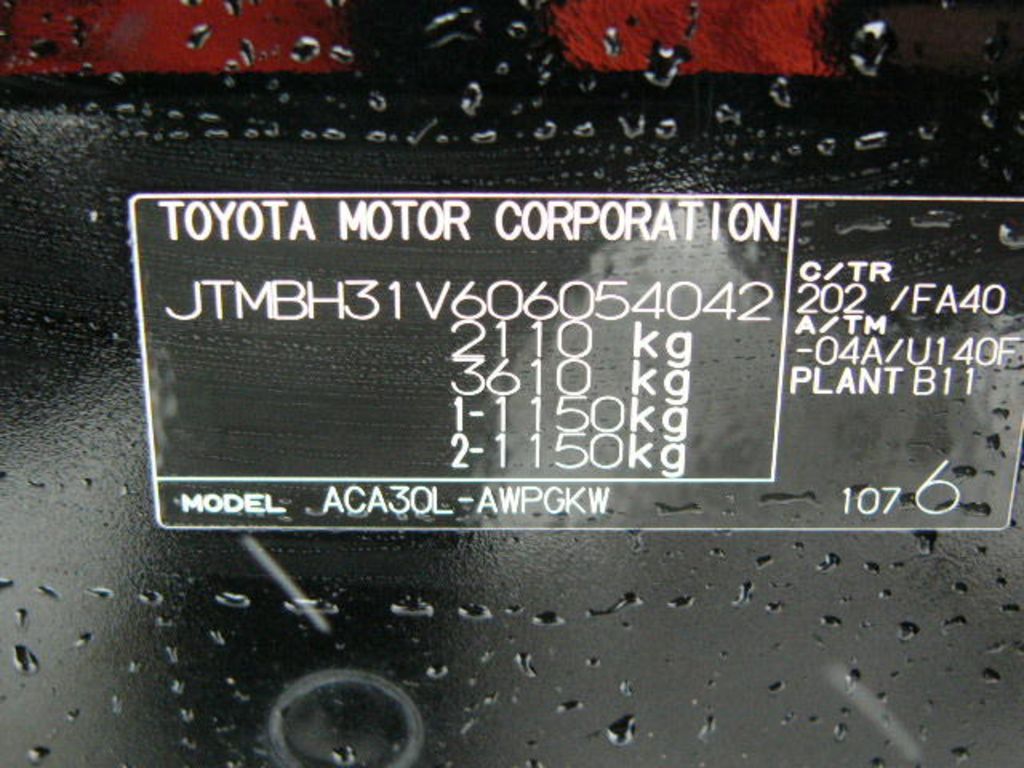 TOYOTA MOTOR CORPORATION
JTMBH31V606054042
2110 kg
3610 kg
1-1150kg
2-1150kg
C/TR
202 /FA40
A/TM
-04A/U140F
PLANT B11
MODEL ACA30L-AWPGKW
107 6